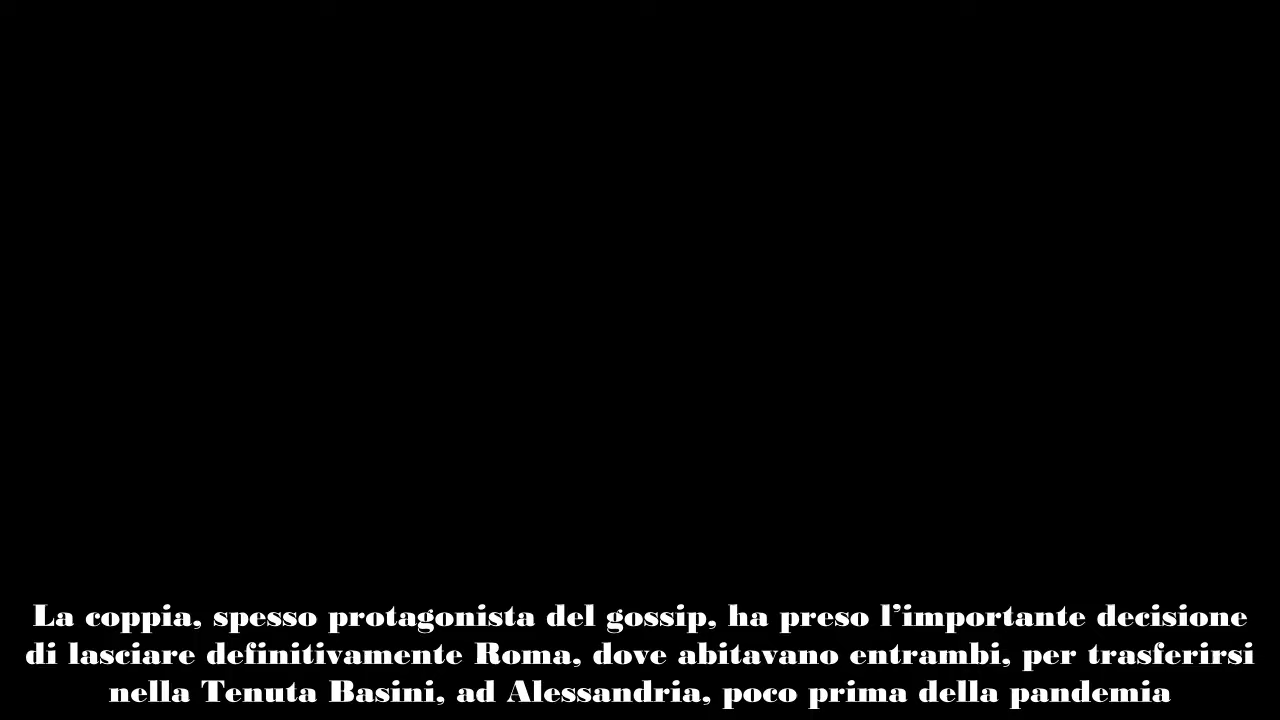 La coppia, spesso protagonista del gossip, ha preso l’importante decisione
di lasciare definitivamente Roma, dove abitavano entrambi, per trasferirsi
nella Tenuta Basini, ad Alessandria, poco prima della pandemia